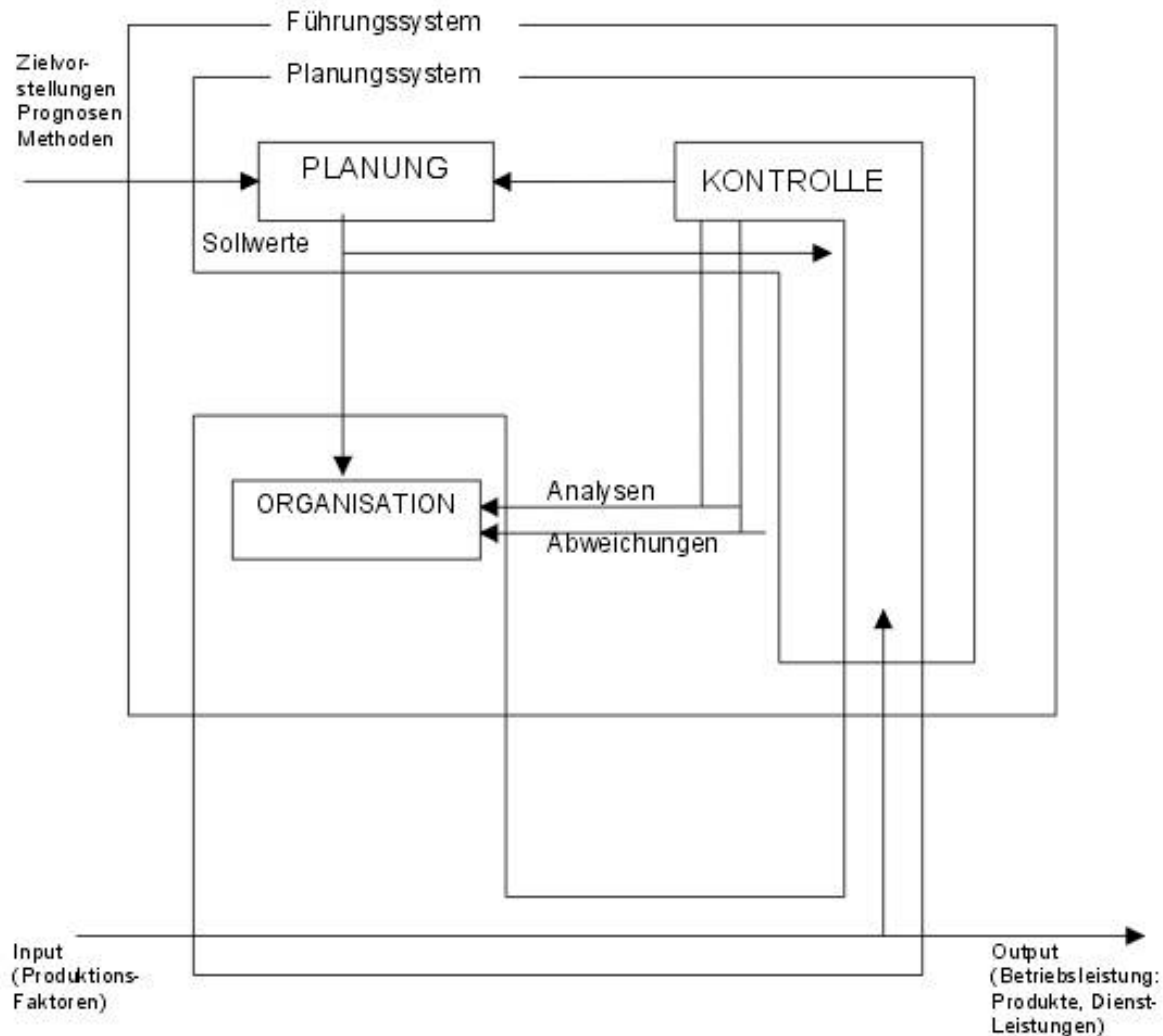 Führungssystem
Zielvor-
stellungen
Prognosen
Methoden
Planungssystem
PLANUNG
KONTROLLE
Sollwerte
ORGANISATION
Analysen
Abweichungen
Input
(Produktions-
Faktoren)
Output
(Betriebsleistung:
Produkte, Dienst-
Leistungen)